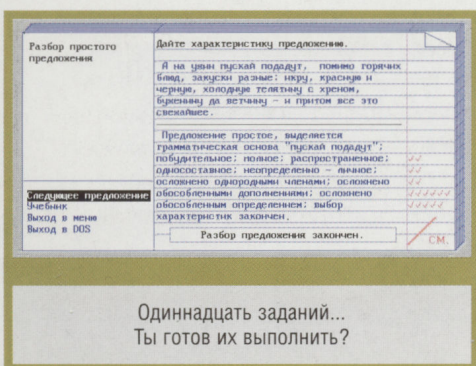 Разбор простого
предложения
Дайте характеристику предложению.
А на ужин пускай подадут, помимо горячих
блюд, закуски разные: икру, красную и
черную, холодную телятину с хреном,
буженину да ветчину - и притом все это
свежайшее.
Предложение простое, выделяется
грамматическая основа "пускай подадут";
побудительное; полное; распространенное;
односоставное; неопределенно - личное;
осложнено однородными членами; осложнено
обособленными дополнениями; осложнено
обособленным определением; выбор
характеристик закончен.
Разбор предложения закончен.
см.
Следующее предложение
Учебник
Выход в меню
Выход в DOS
Одиннадцать заданий...
Ты готов их выполнить?